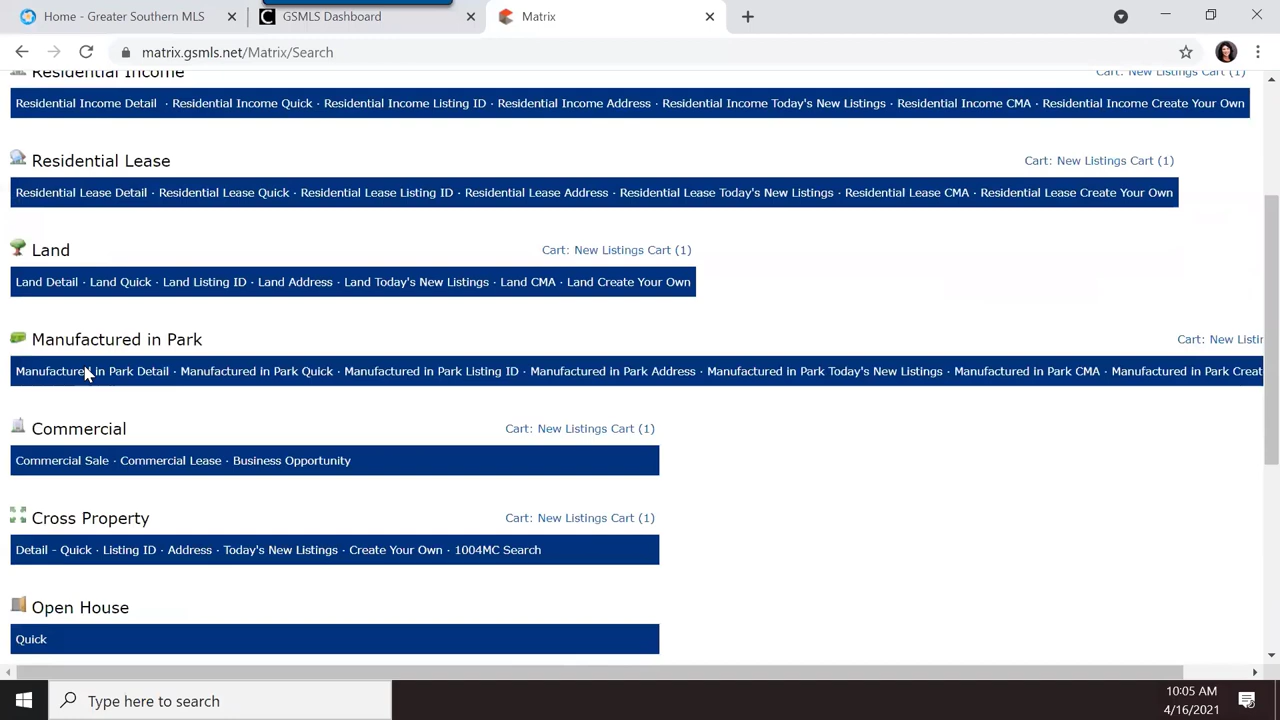 Home - Greater Southern MLS
GSMLS Dashboard
Matrix
matrix.gsmls.net/Matrix/Search
Residential Income
Cart: New Listings Cart (1)
Residential Income Detail · Residential Income Quick · Residential Income Listing ID · Residential Income Address · Residential Income Today's New Listings · Residential Income CMA · Residential Income Create Your Own
Residential Lease
Cart: New Listings Cart (1)
Residential Lease Detail · Residential Lease Quick · Residential Lease Listing ID · Residential Lease Address · Residential Lease Today's New Listings · Residential Lease CMA · Residential Lease Create Your Own
Land
Cart: New Listings Cart (1)
Land Detail · Land Quick · Land Listing ID · Land Address · Land Today's New Listings · Land CMA · Land Create Your Own
Manufactured in Park
Cart: New Listin
Manufactured in Park Detail · Manufactured in Park Quick · Manufactured in Park Listing ID · Manufactured in Park Address · Manufactured in Park Today's New Listings · Manufactured in Park CMA · Manufactured in Park Creat
Commercial
Cart: New Listings Cart (1)
Commercial Sale · Commercial Lease · Business Opportunity
Cross Property
Cart: New Listings Cart (1)
Detail - Quick · Listing ID · Address · Today's New Listings · Create Your Own · 1004MC Search
Open House
Quick
Type here to search
10:05 AM
4/16/2021